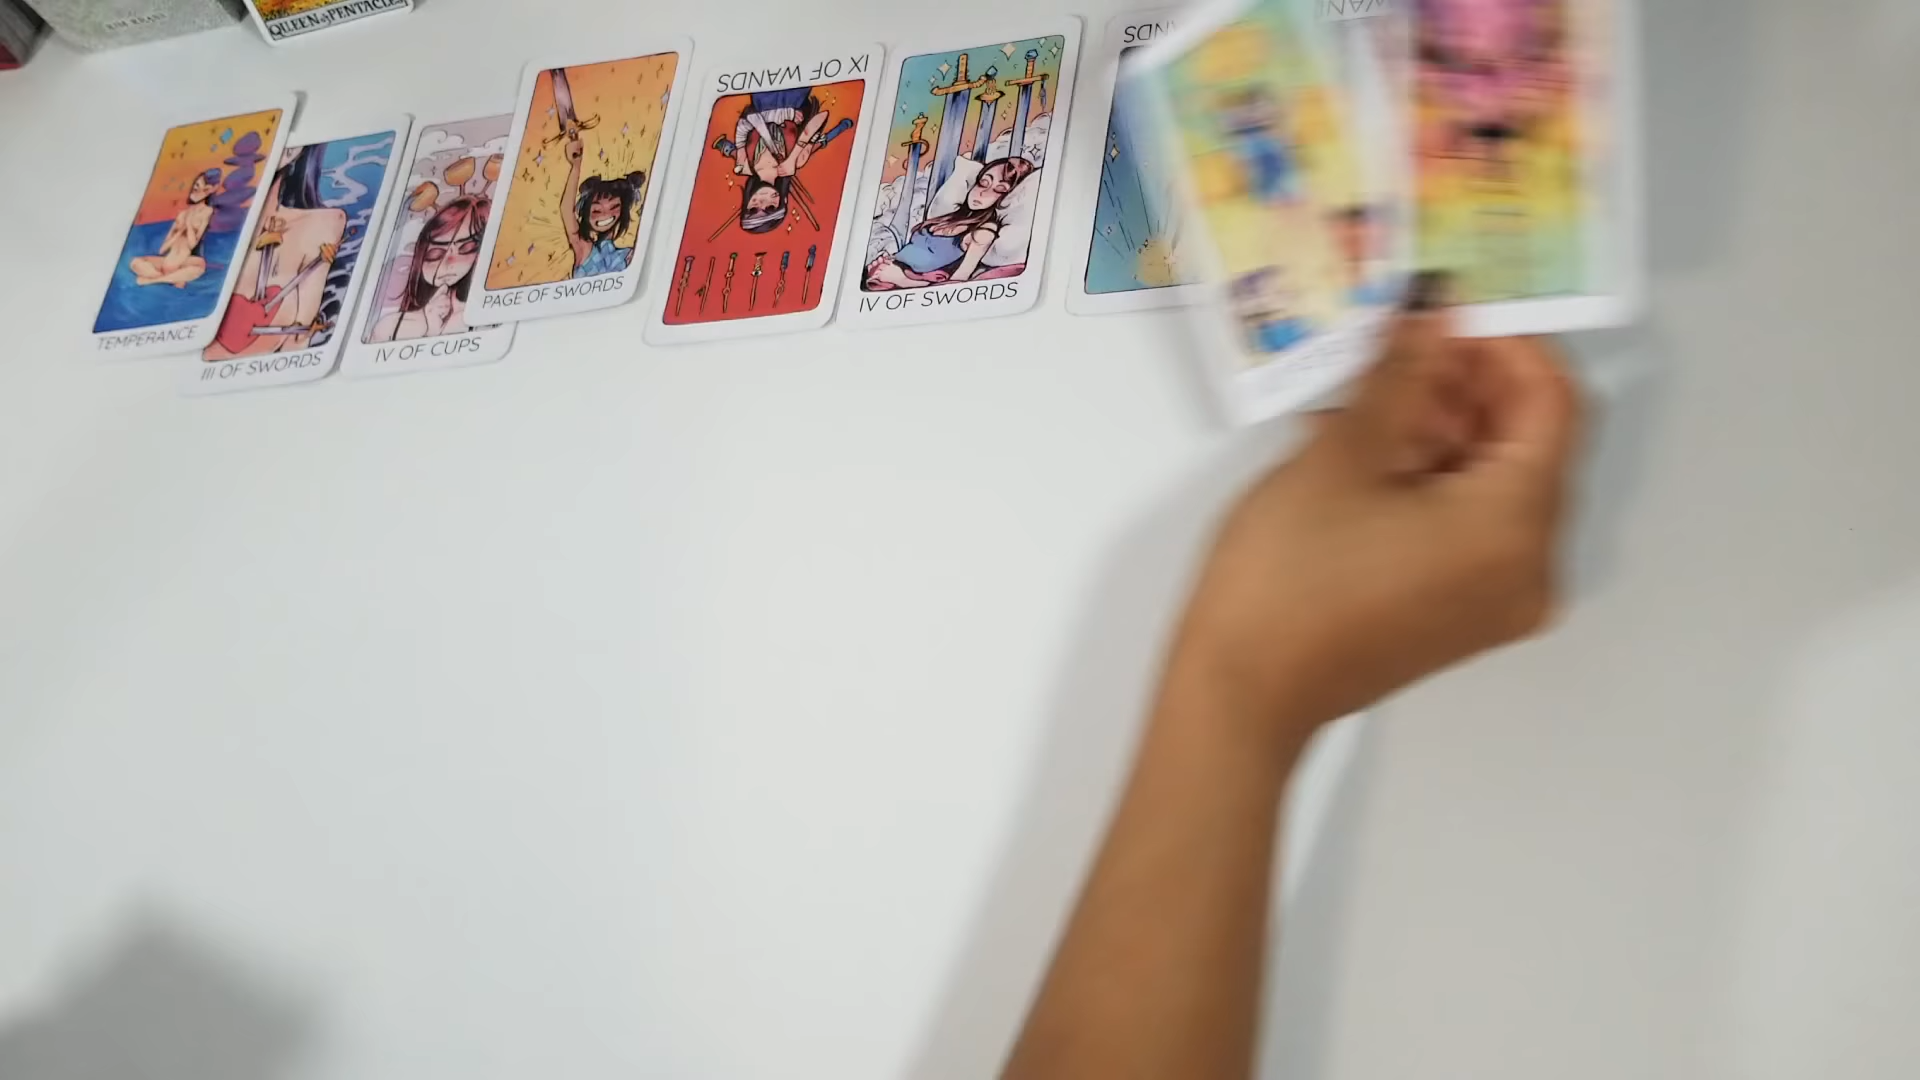 QUEEN of PENTACLES
TEMPERANCE
III OF SWORDS
IV OF CUPS
PAGE OF SWORDS
IX OF WANDS
IV OF SWORDS